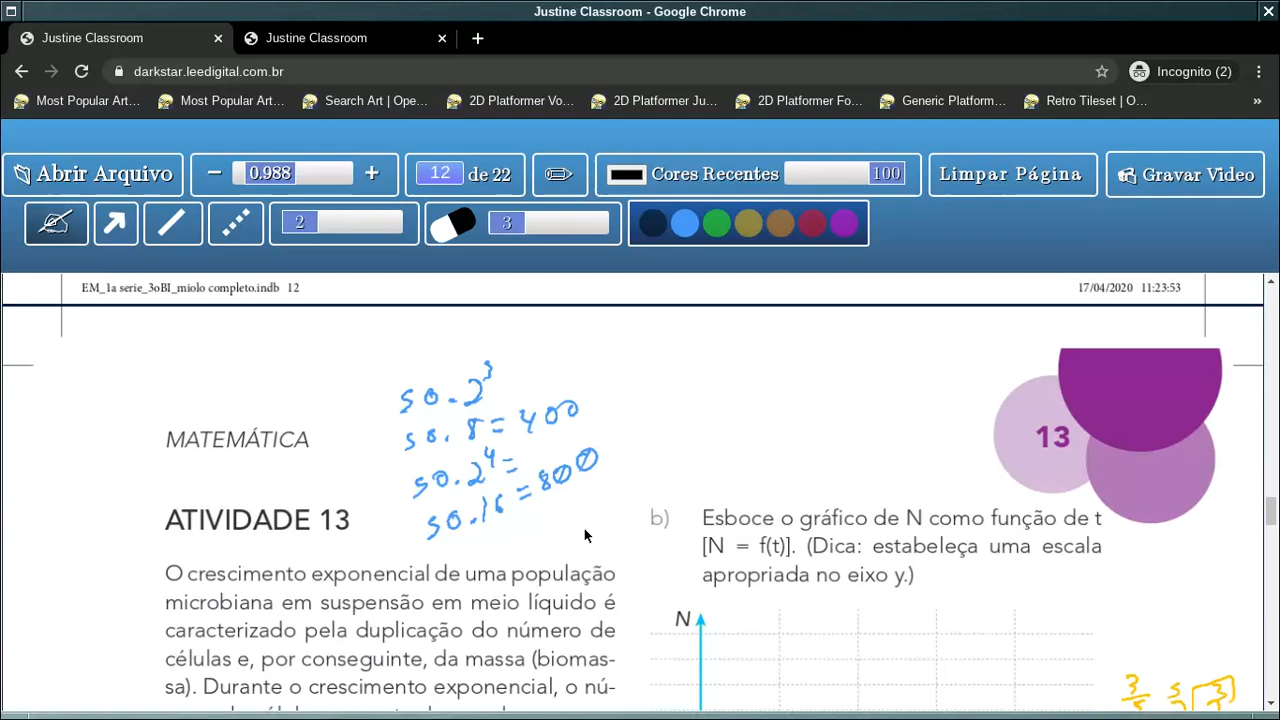 Justine Classroom - Google Chrome
Justine Classroom
Justine Classroom
darkstar.leedigital.com.br
Incognito (2)
Most Popular Art...
Most Popular Art...
Search Art | Ope...
2D Platformer Vo...
2D Platformer Ju...
2D Platformer Fo...
Generic Platform...
Retro Tileset | O...
»
Abrir Arquivo
− 0.988 +
12 de 22
Cores Recentes 100
Limpar Página
Gravar Video
2
3
EM_1a serie_3oBI_miolo completo.indb 12
17/04/2020 11:23:53
50.2³
50.8=400
50.2⁴=
50.16=800
MATEMÁTICA
13
ATIVIDADE 13
O crescimento exponencial de uma população
microbiana em suspensão em meio líquido é
caracterizado pela duplicação do número de
células e, por conseguinte, da massa (biomas-
sa). Durante o crescimento exponencial, o nú-
b) Esboce o gráfico de N como função de t
[N = f(t)]. (Dica: estabeleça uma escala
apropriada no eixo y.)
N